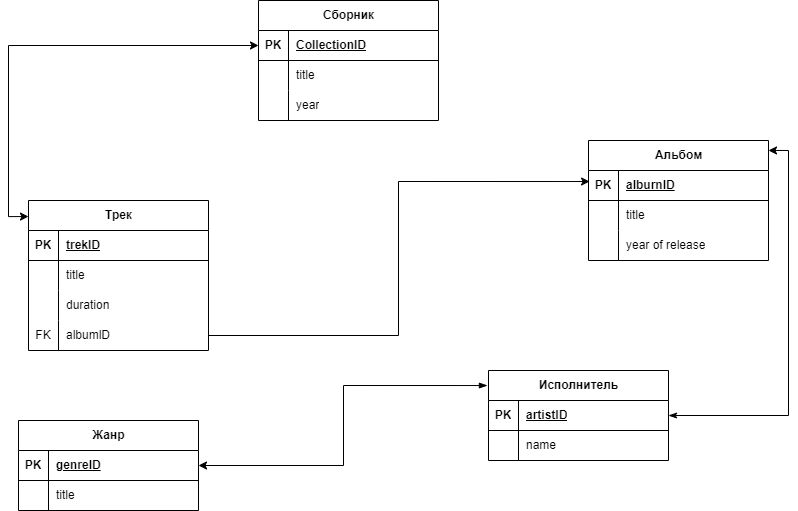 Сборник
PK CollectionID
title
year
Альбом
PK alburnID
title
year of release
Трек
PK trekID
title
duration
FK albumID
Исполнитель
PK artistID
name
Жанр
PK genreID
title